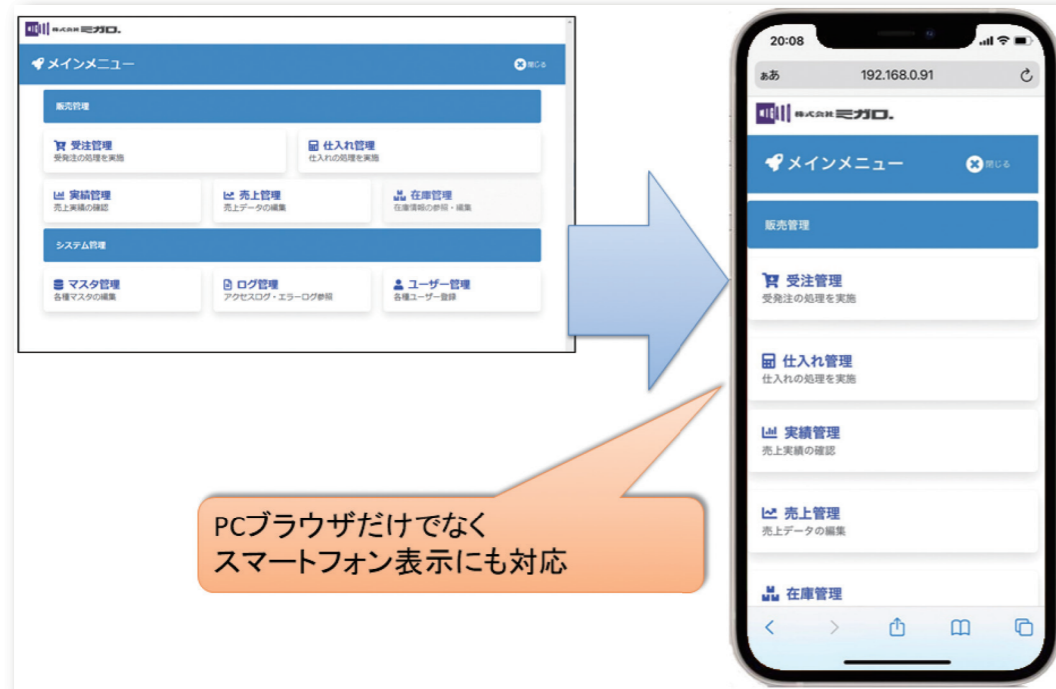 株式会社ミガロ.
メインメニュー
閉じる
販売管理
受注管理
受発注の処理を実施
仕入れ管理
仕入れの処理を実施
実績管理
売上実績の確認
売上管理
売上データの編集
在庫管理
在庫情報の参照・編集
システム管理
マスタ管理
各種マスタの編集
ログ管理
アクセスログ・エラーログ参照
ユーザー管理
各種ユーザー登録
PCブラウザだけでなく
スマートフォン表示にも対応
20:08
ぁあ 192.168.0.91
株式会社ミガロ.
メインメニュー
閉じる
販売管理
受注管理
受発注の処理を実施
仕入れ管理
仕入れの処理を実施
実績管理
売上実績の確認
売上管理
売上データの編集
在庫管理